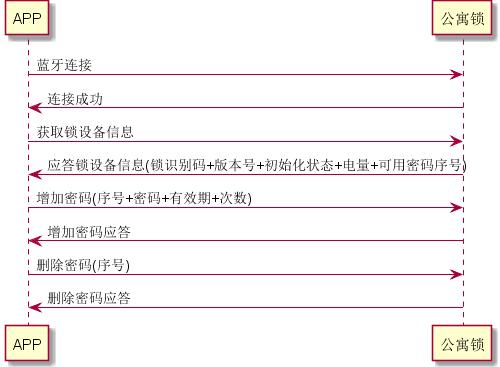 APP 公寓锁
蓝牙连接
连接成功
获取锁设备信息
应答锁设备信息(锁识别码+版本号+初始化状态+电量+可用密码序号)
增加密码(序号+密码+有效期+次数)
增加密码应答
删除密码(序号)
删除密码应答
APP 公寓锁